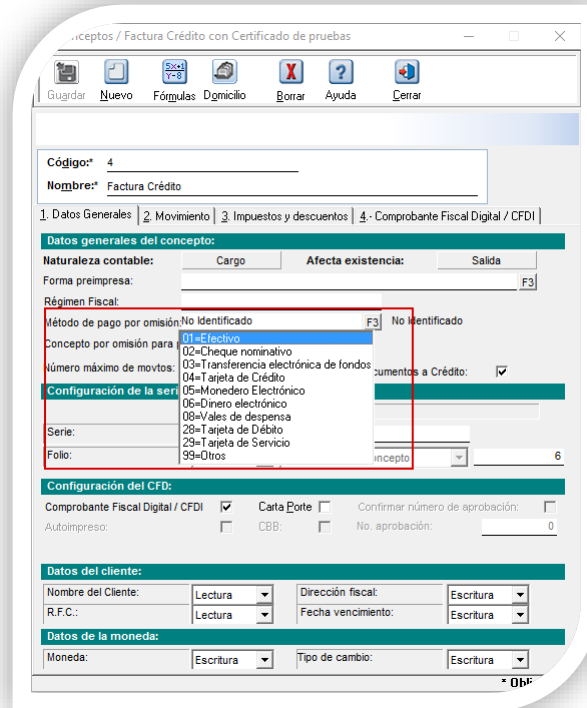 nceptos / Factura Crédito con Certificado de pruebas
5x+1
Y-8
Guardar Nuevo Fórmulas Domicilio Borrar Ayuda Cerrar
Código:* 4
Nombre:* Factura Crédito
1. Datos Generales 2. Movimiento 3. Impuestos y descuentos 4.- Comprobante Fiscal Digital / CFDI
Datos generales del concepto:
Naturaleza contable: Cargo Afecta existencia: Salida
Forma preimpresa: F3
Régimen Fiscal:
Método de pago por omisión: No Identificado F3 No Identificado
01=Efectivo
Concepto por omisión para
02=Cheque nominativo
03=Transferencia electrónica de fondos
Número máximo de movtos: cumentos a Crédito:
04=Tarjeta de Crédito
05=Monedero Electrónico
Configuración de la seri
06=Dinero electrónico
08=Vales de despensa
28=Tarjeta de Débito
Serie:
29=Tarjeta de Servicio
Folio: 99=Otros oncepto 6
Configuración del CFD:
Comprobante Fiscal Digital / CFDI Carta Porte Confirmar número de aprobación:
Autoimpreso: CBB: No. aprobación: 0
Datos del cliente:
Nombre del Cliente: Lectura Dirección fiscal: Escritura
R.F.C.: Lectura Fecha vencimiento: Escritura
Datos de la moneda:
Moneda: Escritura Tipo de cambio: Escritura
* Obli